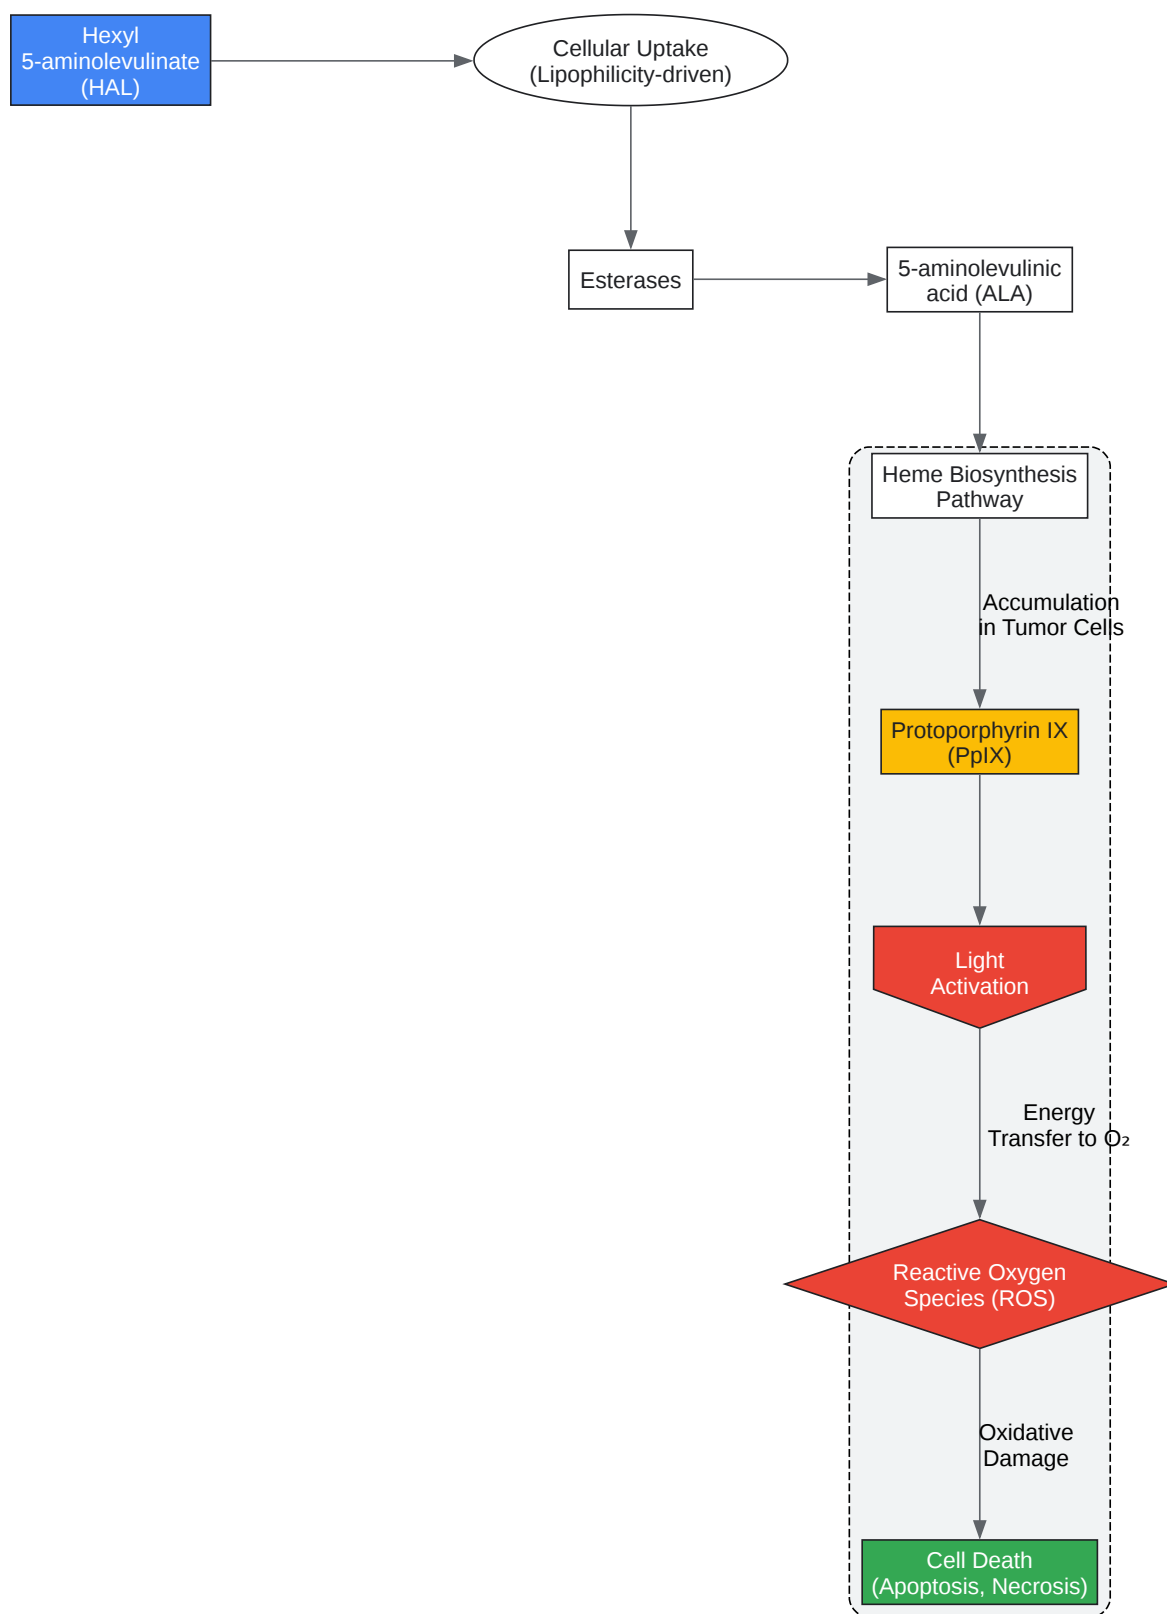 Hexyl
5-aminolevulinate
(HAL)
Cellular Uptake
(Lipophilicity-driven)
Esterases
5-aminolevulinic
acid (ALA)
Heme Biosynthesis
Pathway
Accumulation
in Tumor Cells
Protoporphyrin IX
(PpIX)
Light
Activation
Energy
Transfer to O₂
Reactive Oxygen
Species (ROS)
Oxidative
Damage
Cell Death
(Apoptosis, Necrosis)